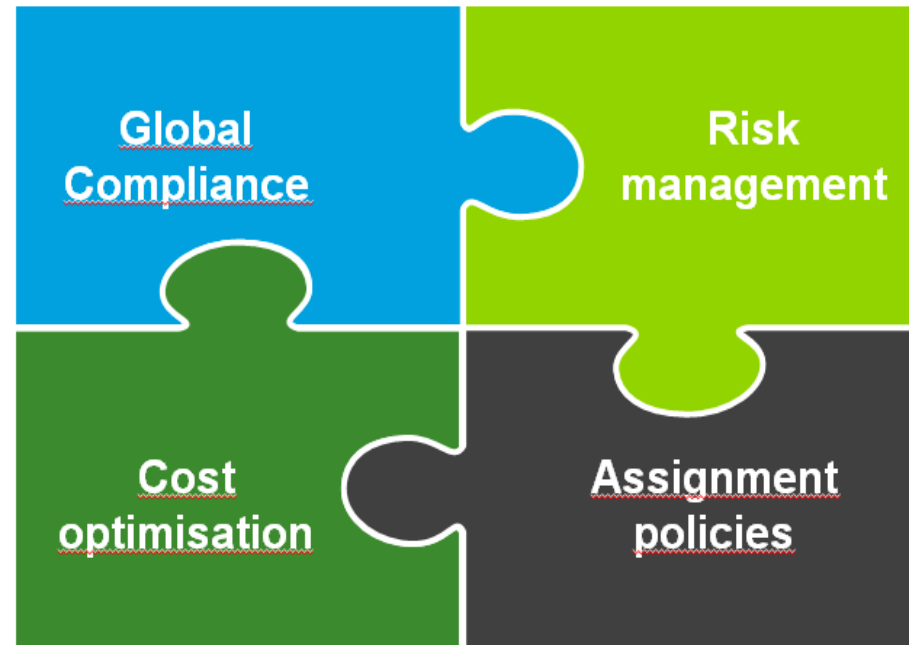 Global
Compliance
Risk
management
Cost
optimisation
Assignment
policies